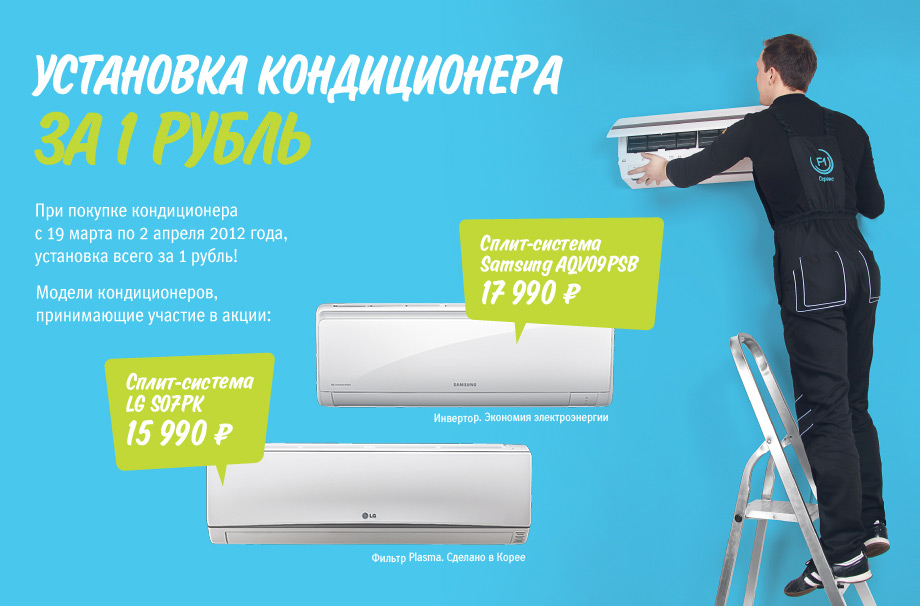 УСТАНОВКА КОНДИЦИОНЕРА
ЗА 1 РУБЛЬ
При покупке кондиционера
с 19 марта по 2 апреля 2012 года,
установка всего за 1 рубль!
Модели кондиционеров,
принимающие участие в акции:
Сплит-система
Samsung AQV09PSB
17 990 ₽
SAMSUNG
Инвертор. Экономия электроэнергии
Сплит-система
LG S07PK
15 990 ₽
LG
Фильтр Plasma. Сделано в Корее
F1
Сервис